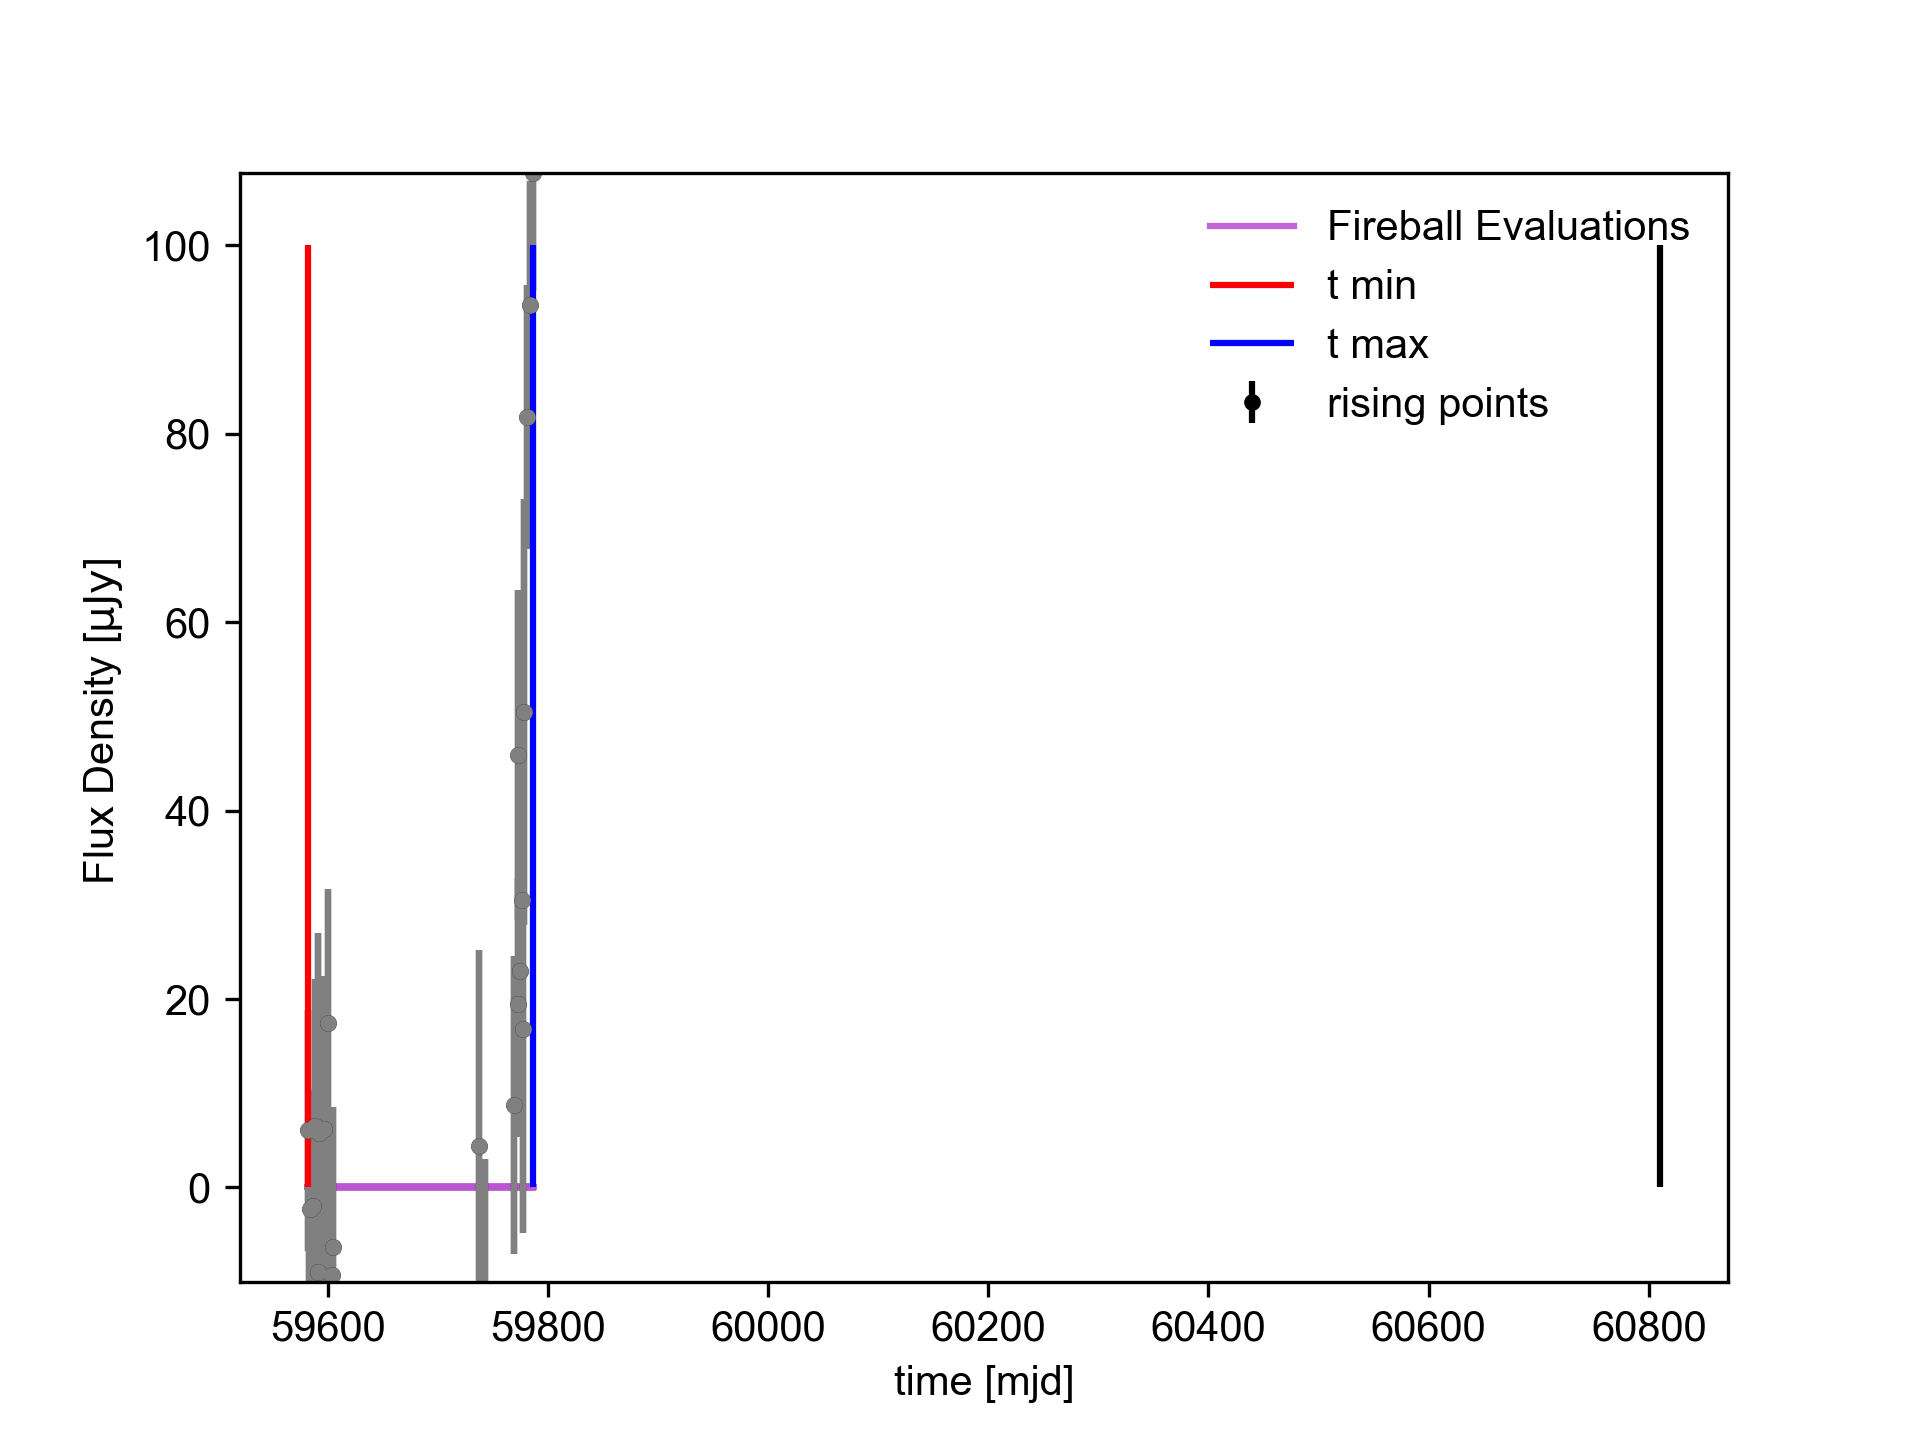 Fireball Evaluations
t min
t max
rising points
100
80
60
40
20
0
Flux Density [µJy]
59600 59800 60000 60200 60400 60600 60800
time [mjd]